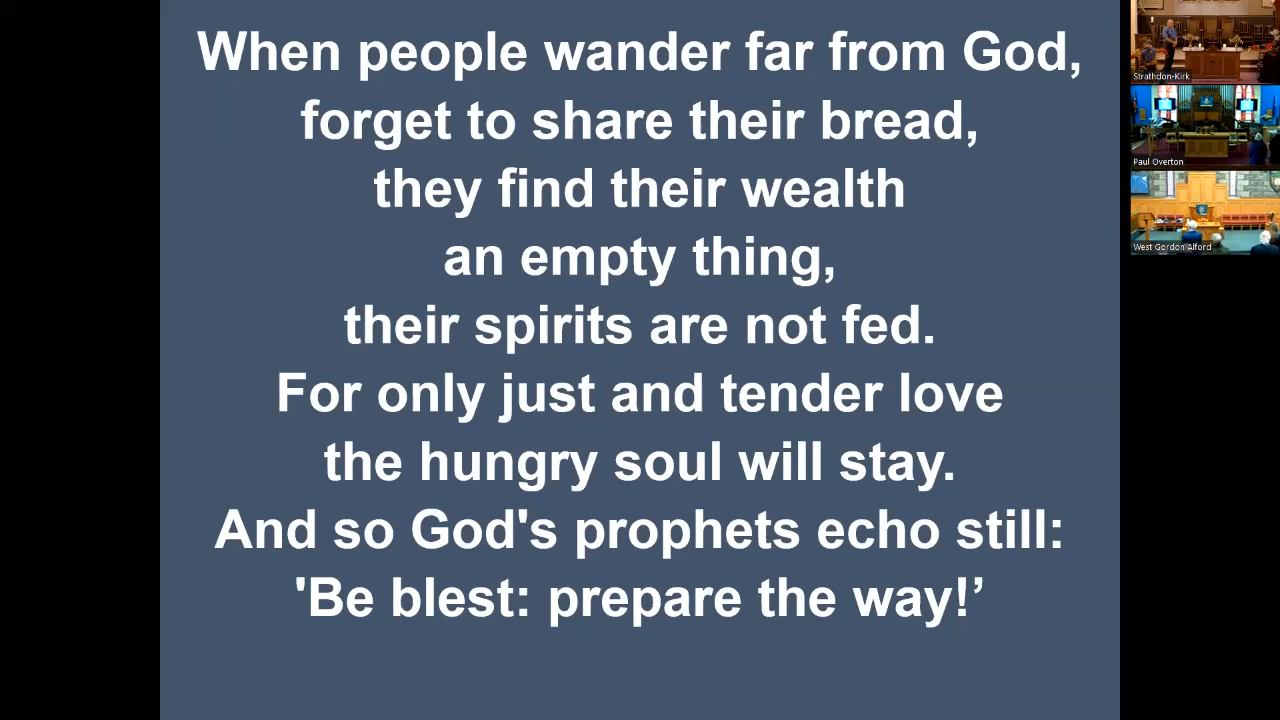 When people wander far from God,
forget to share their bread,
they find their wealth
an empty thing,
their spirits are not fed.
For only just and tender love
the hungry soul will stay.
And so God's prophets echo still:
'Be blest: prepare the way!’
Strathdon-Kirk
Paul Overton
West Gordon Alford